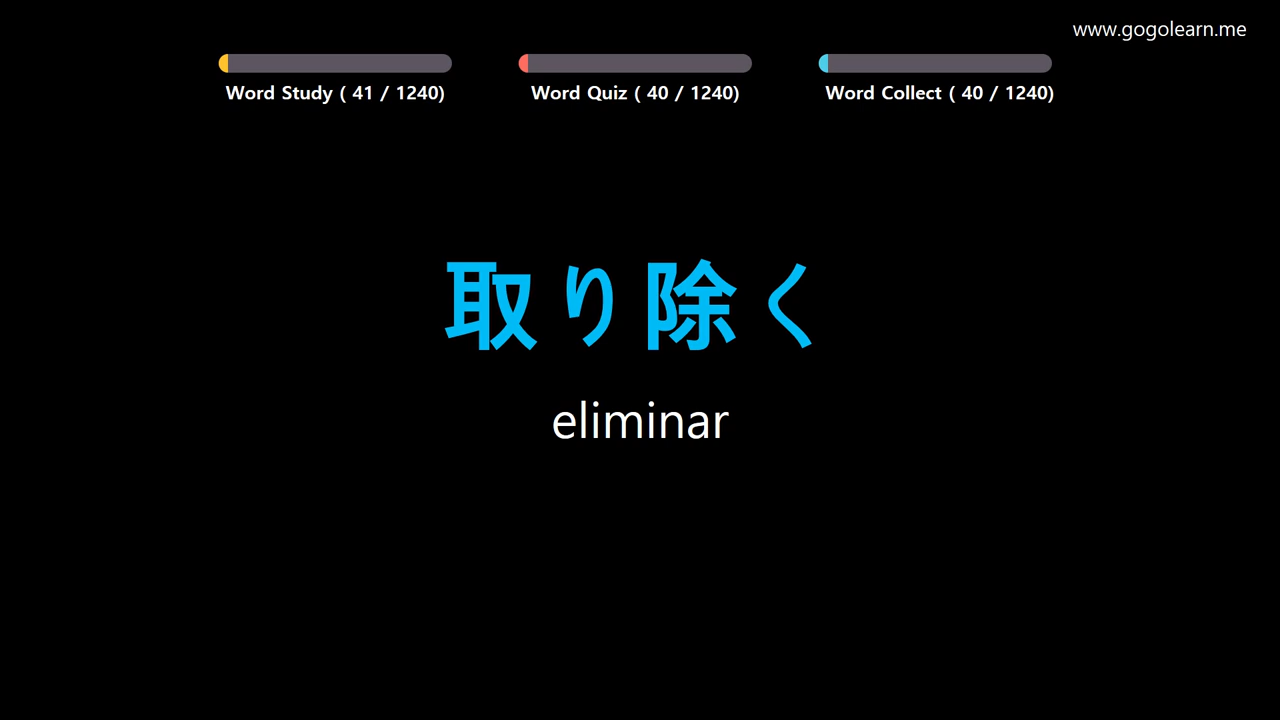 www.gogolearn.me
Word Study ( 41 / 1240)
Word Quiz ( 40 / 1240)
Word Collect ( 40 / 1240)
取り除く
eliminar